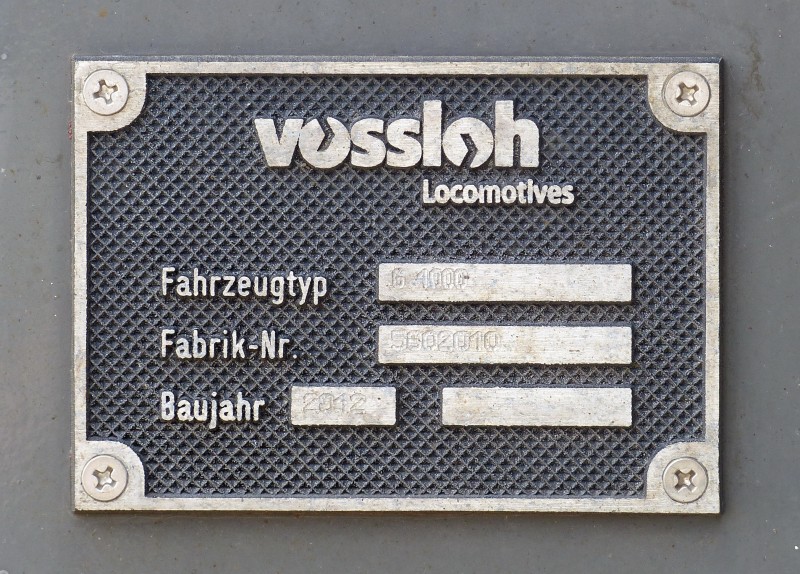 vossloh
Locomotives
Fahrzeugtyp G 1000
Fabrik-Nr. 5602010
Baujahr 2012